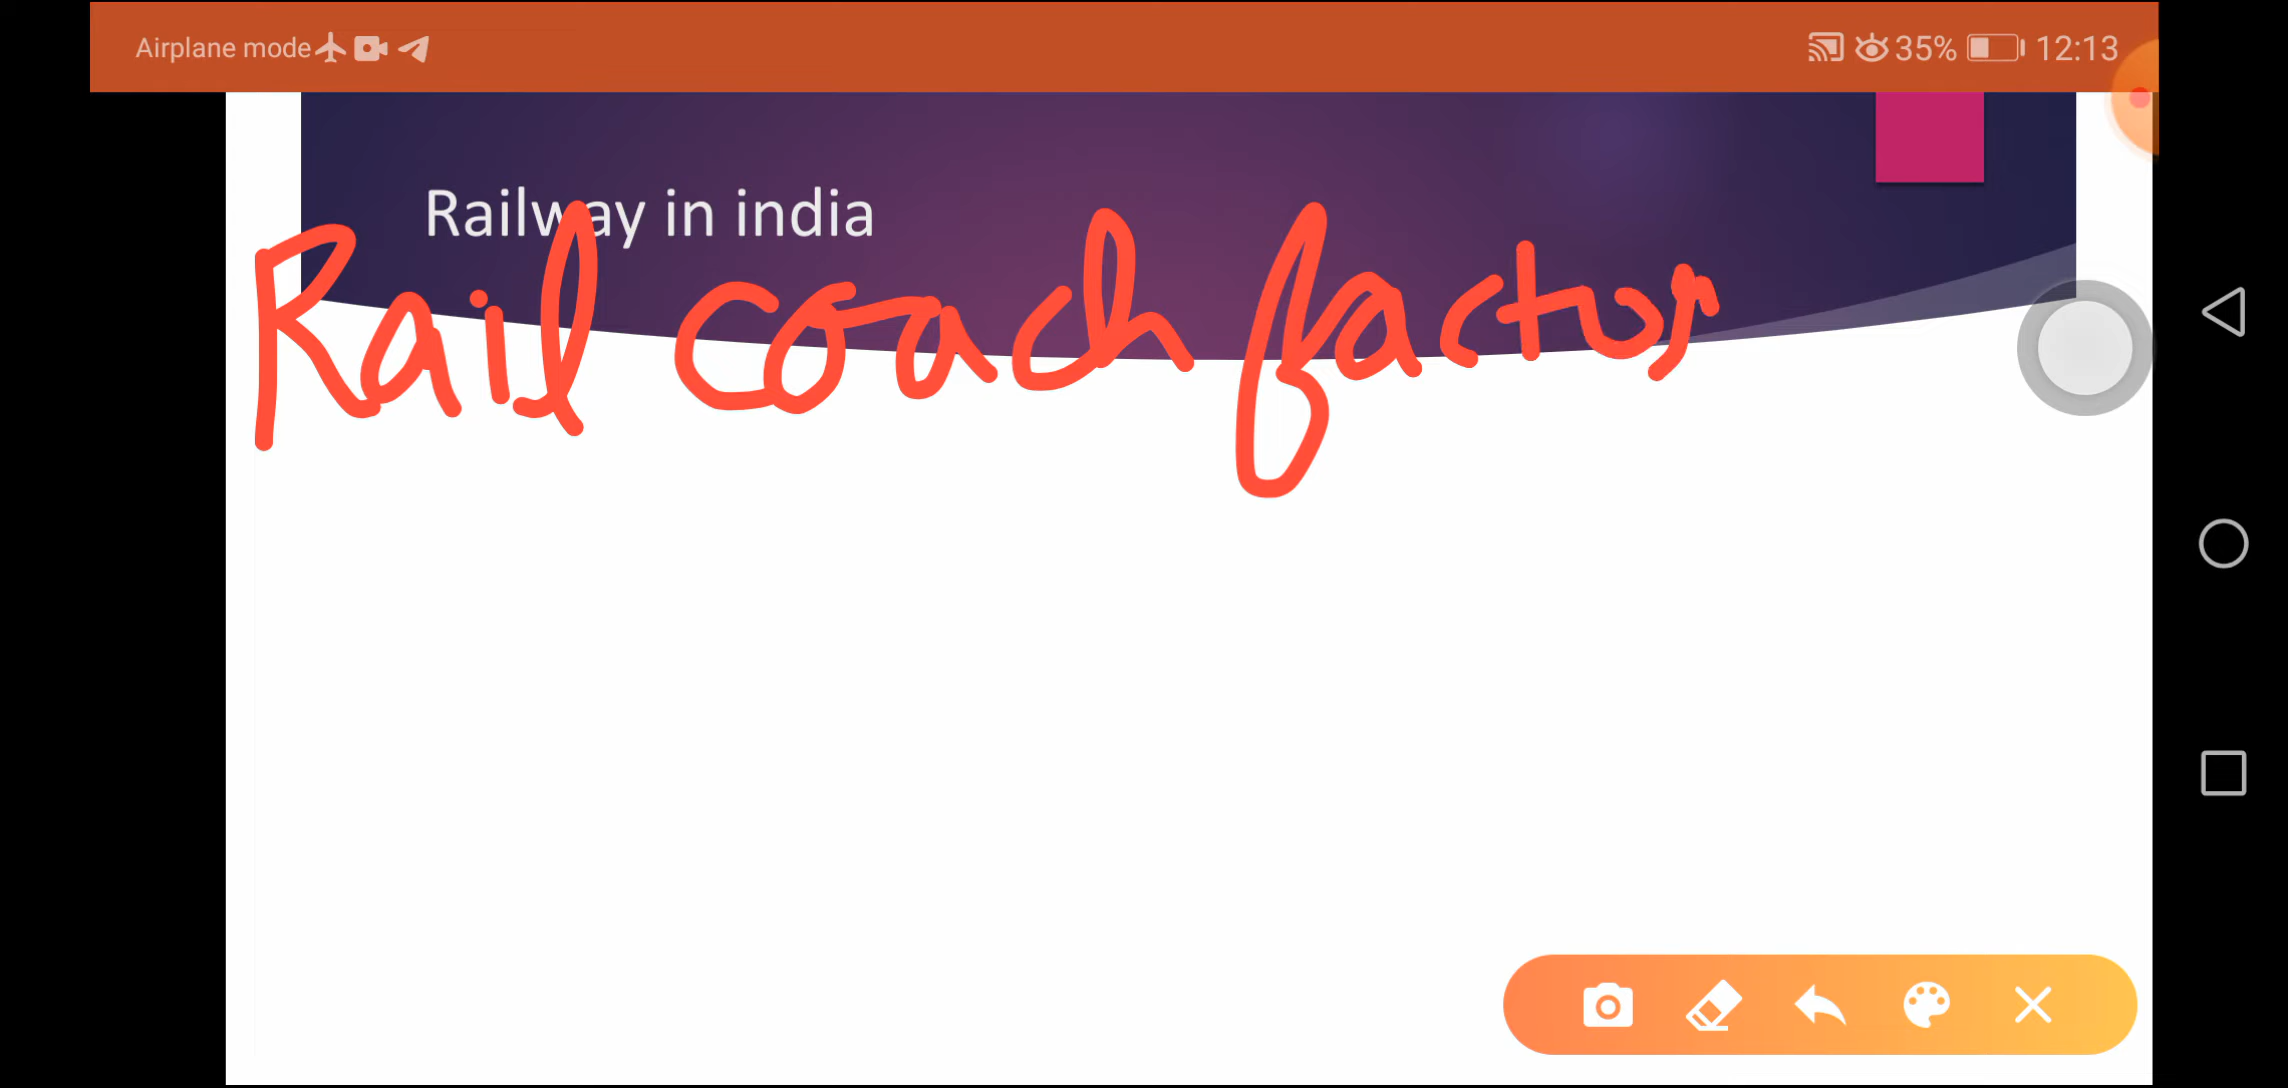 Airplane mode 35% 12:13
Railway in india
Rail coach factor